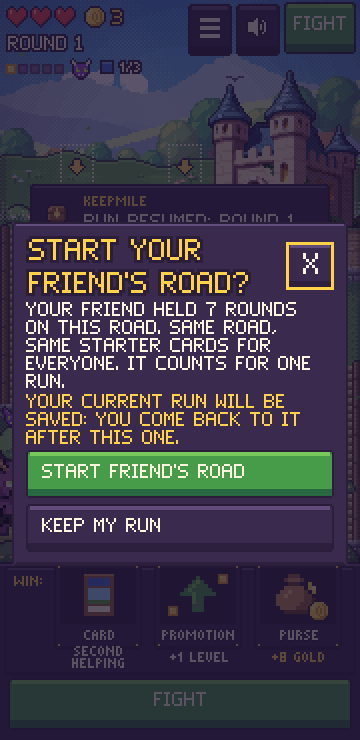 3
FIGHT
ROUND 1
1/3
KEEPMILE
RUN RESUMED: ROUND 1
START YOUR
FRIEND'S ROAD?
X
YOUR FRIEND HELD 7 ROUNDS
ON THIS ROAD. SAME ROAD,
SAME STARTER CARDS FOR
EVERYONE. IT COUNTS FOR ONE
RUN.
YOUR CURRENT RUN WILL BE
SAVED: YOU COME BACK TO IT
AFTER THIS ONE.
START FRIEND'S ROAD
KEEP MY RUN
WIN:
CARD
SECOND
HELPING
PROMOTION
+1 LEVEL
PURSE
+8 GOLD
FIGHT